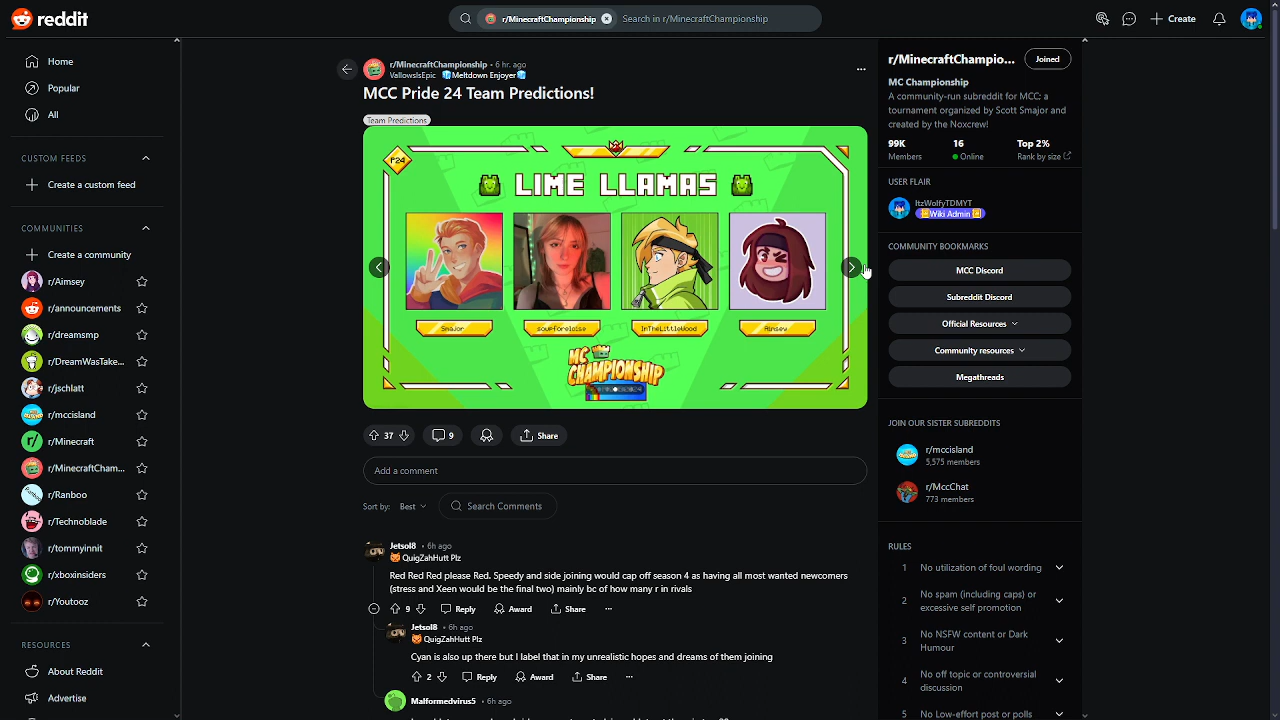 reddit
r/MinecraftChampionship
Search in r/MinecraftChampionship
Create
Home
Popular
All
CUSTOM FEEDS
Create a custom feed
COMMUNITIES
Create a community
r/Aimsey
r/announcements
r/dreamsmp
r/DreamWasTake...
r/jschlatt
r/mccisland
r/Minecraft
r/MinecraftCham...
r/Ranboo
r/Technoblade
r/tommyinnit
r/xboxinsiders
r/Youtooz
RESOURCES
About Reddit
Advertise
r/MinecraftChampionship • 6 hr. ago
VallowsIsEpic Meltdown Enjoyer
MCC Pride 24 Team Predictions!
Team Predictions
P24
LIME LLAMAS
Smajor
soupforeloise
InTheLittleWood
Aimsey
MC CHAMPIONSHIP
37
9
Share
Add a comment
Sort by: Best
Search Comments
Jetsol8 • 6h ago
QuigZahHutt Plz
Red Red Red please Red. Speedy and side joining would cap off season 4 as having all most wanted newcomers
(stress and Xeen would be the final two) mainly bc of how many r in rivals
9 Reply Award Share
Jetsol8 • 6h ago
QuigZahHutt Plz
Cyan is also up there but I label that in my unrealistic hopes and dreams of them joining
2 Reply Award Share
Malformedvirus5 • 6h ago
r/MinecraftChampio...
Joined
MC Championship
A community-run subreddit for MCC: a
tournament organized by Scott Smajor and
created by the Noxcrew!
99K 16 Top 2%
Members Online Rank by size
USER FLAIR
ItzWolfyTDMYT
Wiki Admin
COMMUNITY BOOKMARKS
MCC Discord
Subreddit Discord
Official Resources
Community resources
Megathreads
JOIN OUR SISTER SUBREDDITS
r/mccisland
5,575 members
r/MccChat
773 members
RULES
1 No utilization of foul wording
2 No spam (including caps) or
excessive self promotion
3 No NSFW content or Dark
Humour
4 No off topic or controversial
discussion
5 No Low-effort post or polls